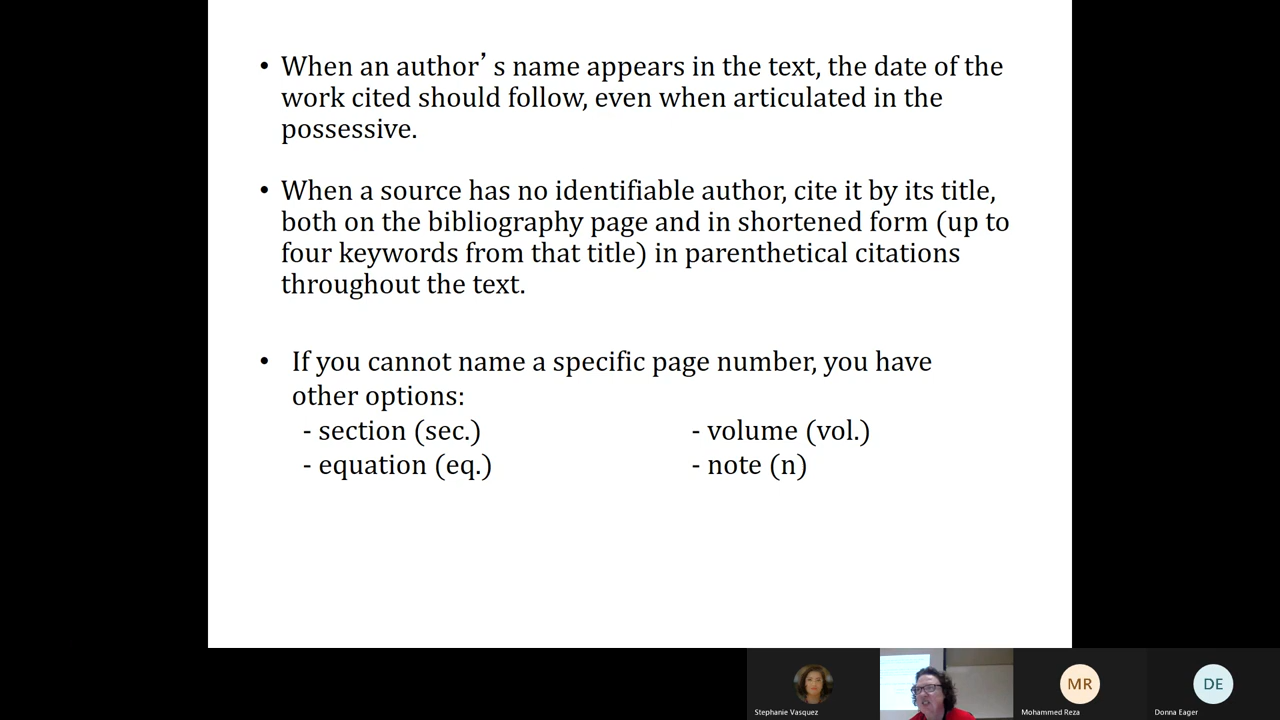 • When an author’s name appears in the text, the date of the
work cited should follow, even when articulated in the
possessive.
• When a source has no identifiable author, cite it by its title,
both on the bibliography page and in shortened form (up to
four keywords from that title) in parenthetical citations
throughout the text.
• If you cannot name a specific page number, you have
other options:
- section (sec.) - volume (vol.)
- equation (eq.) - note (n)
MR DE
Stephanie Vasquez Mohammed Reza Donna Eager